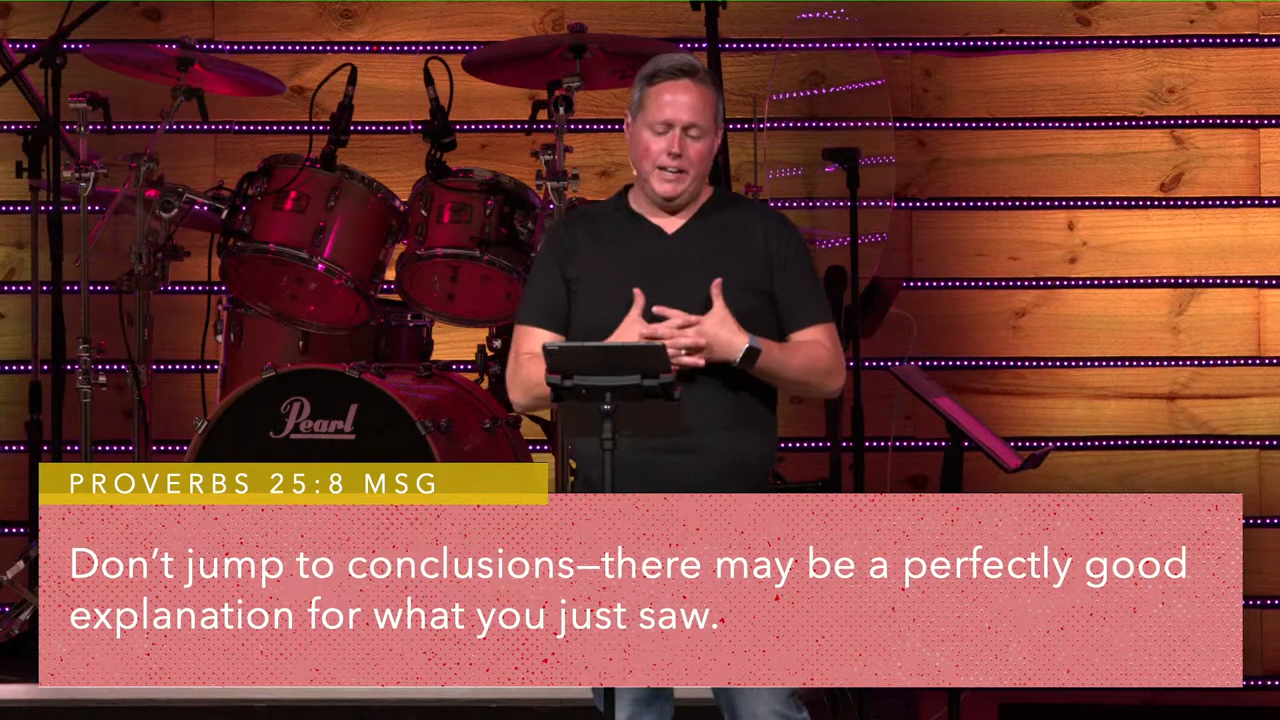 Pearl
PROVERBS 25:8 MSG
Don’t jump to conclusions—there may be a perfectly good
explanation for what you just saw.